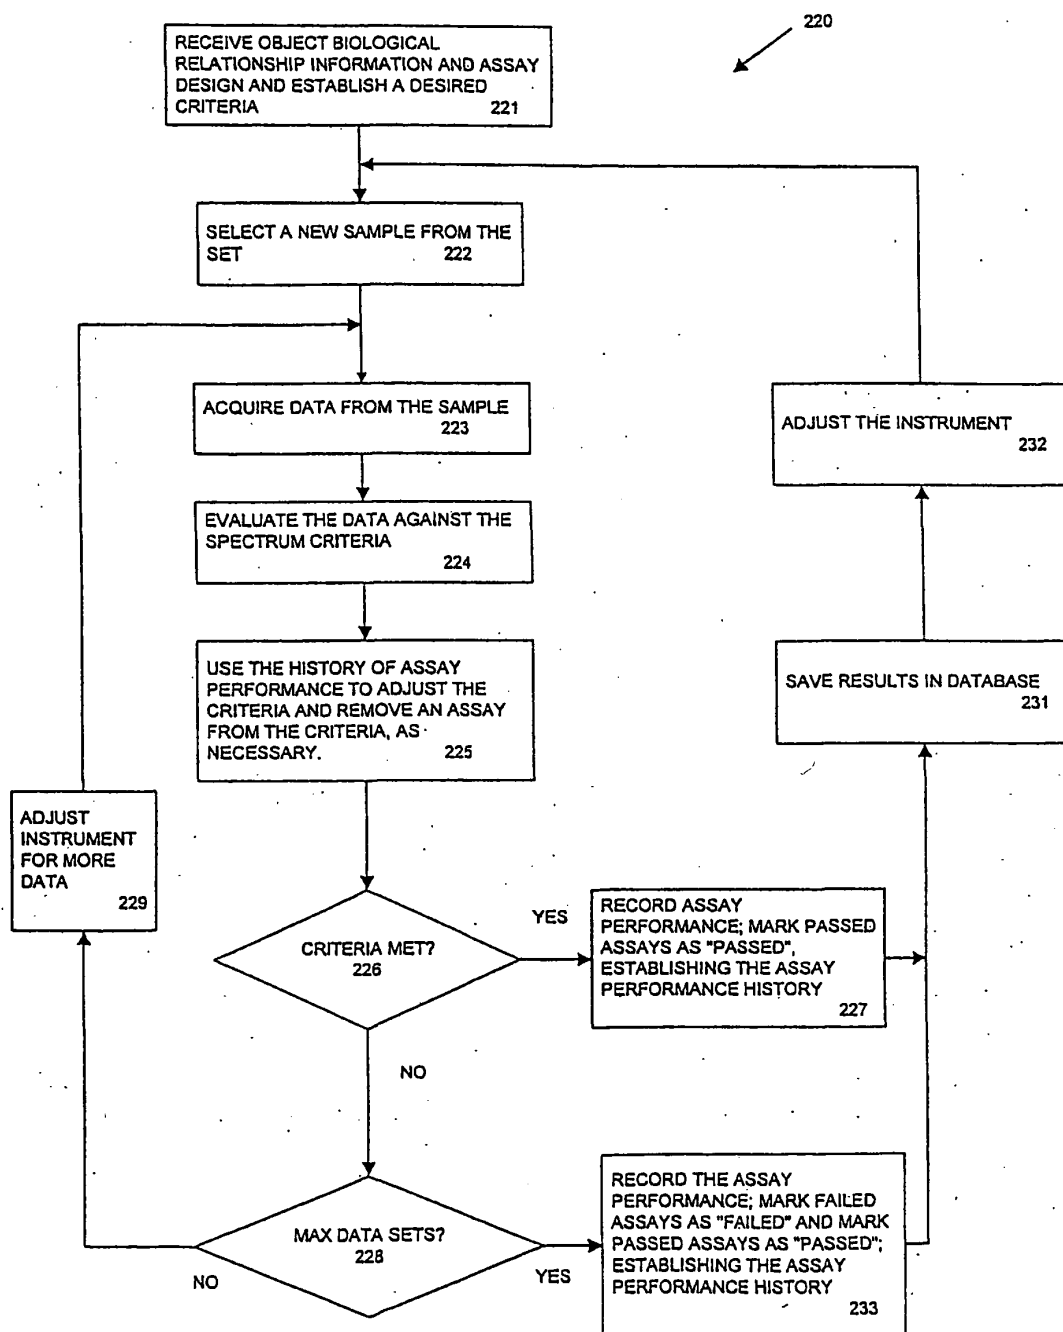 220
RECEIVE OBJECT BIOLOGICAL
RELATIONSHIP INFORMATION AND ASSAY
DESIGN AND ESTABLISH A DESIRED
CRITERIA 221
SELECT A NEW SAMPLE FROM THE
SET 222
ACQUIRE DATA FROM THE SAMPLE
223
ADJUST THE INSTRUMENT
232
EVALUATE THE DATA AGAINST THE
SPECTRUM CRITERIA
224
USE THE HISTORY OF ASSAY
PERFORMANCE TO ADJUST THE
CRITERIA AND REMOVE AN ASSAY
FROM THE CRITERIA, AS
NECESSARY. 225
SAVE RESULTS IN DATABASE
231
ADJUST
INSTRUMENT
FOR MORE
DATA
229
CRITERIA MET?
226
YES
RECORD ASSAY
PERFORMANCE; MARK PASSED
ASSAYS AS "PASSED",
ESTABLISHING THE ASSAY
PERFORMANCE HISTORY
227
NO
MAX DATA SETS?
228
NO
YES
RECORD THE ASSAY
PERFORMANCE; MARK FAILED
ASSAYS AS "FAILED" AND MARK
PASSED ASSAYS AS "PASSED";
ESTABLISHING THE ASSAY
PERFORMANCE HISTORY
233